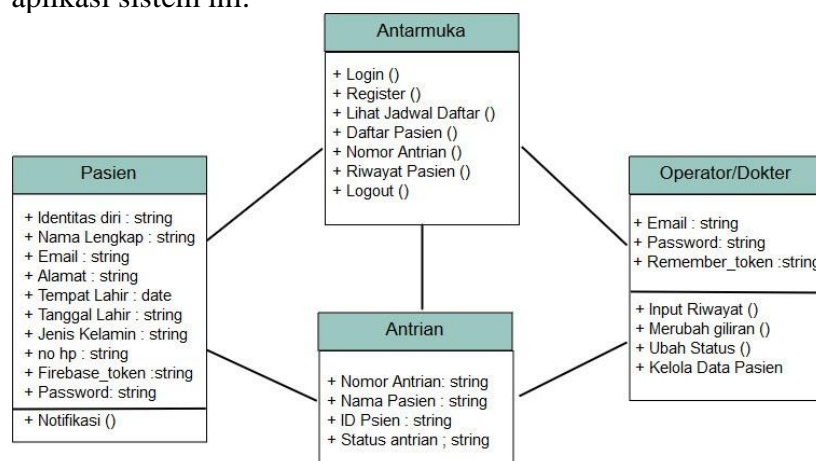 aplikasi sistem ini.
Antarmuka
+ Login ()
+ Register ()
+ Lihat Jadwal Daftar ()
+ Daftar Pasien ()
+ Nomor Antrian ()
+ Riwayat Pasien ()
+ Logout ()
Pasien
+ Identitas diri : string
+ Nama Lengkap : string
+ Email : string
+ Alamat : string
+ Tempat Lahir : date
+ Tanggal Lahir : string
+ Jenis Kelamin : string
+ no hp : string
+ Firebase_token :string
+ Password: string
+ Notifikasi ()
Operator/Dokter
+ Email : string
+ Password: string
+ Remember_token :string
+ Input Riwayat ()
+ Merubah giliran ()
+ Ubah Status ()
+ Kelola Data Pasien
Antrian
+ Nomor Antrian: string
+ Nama Pasien : string
+ ID Psien : string
+ Status antrian ; string